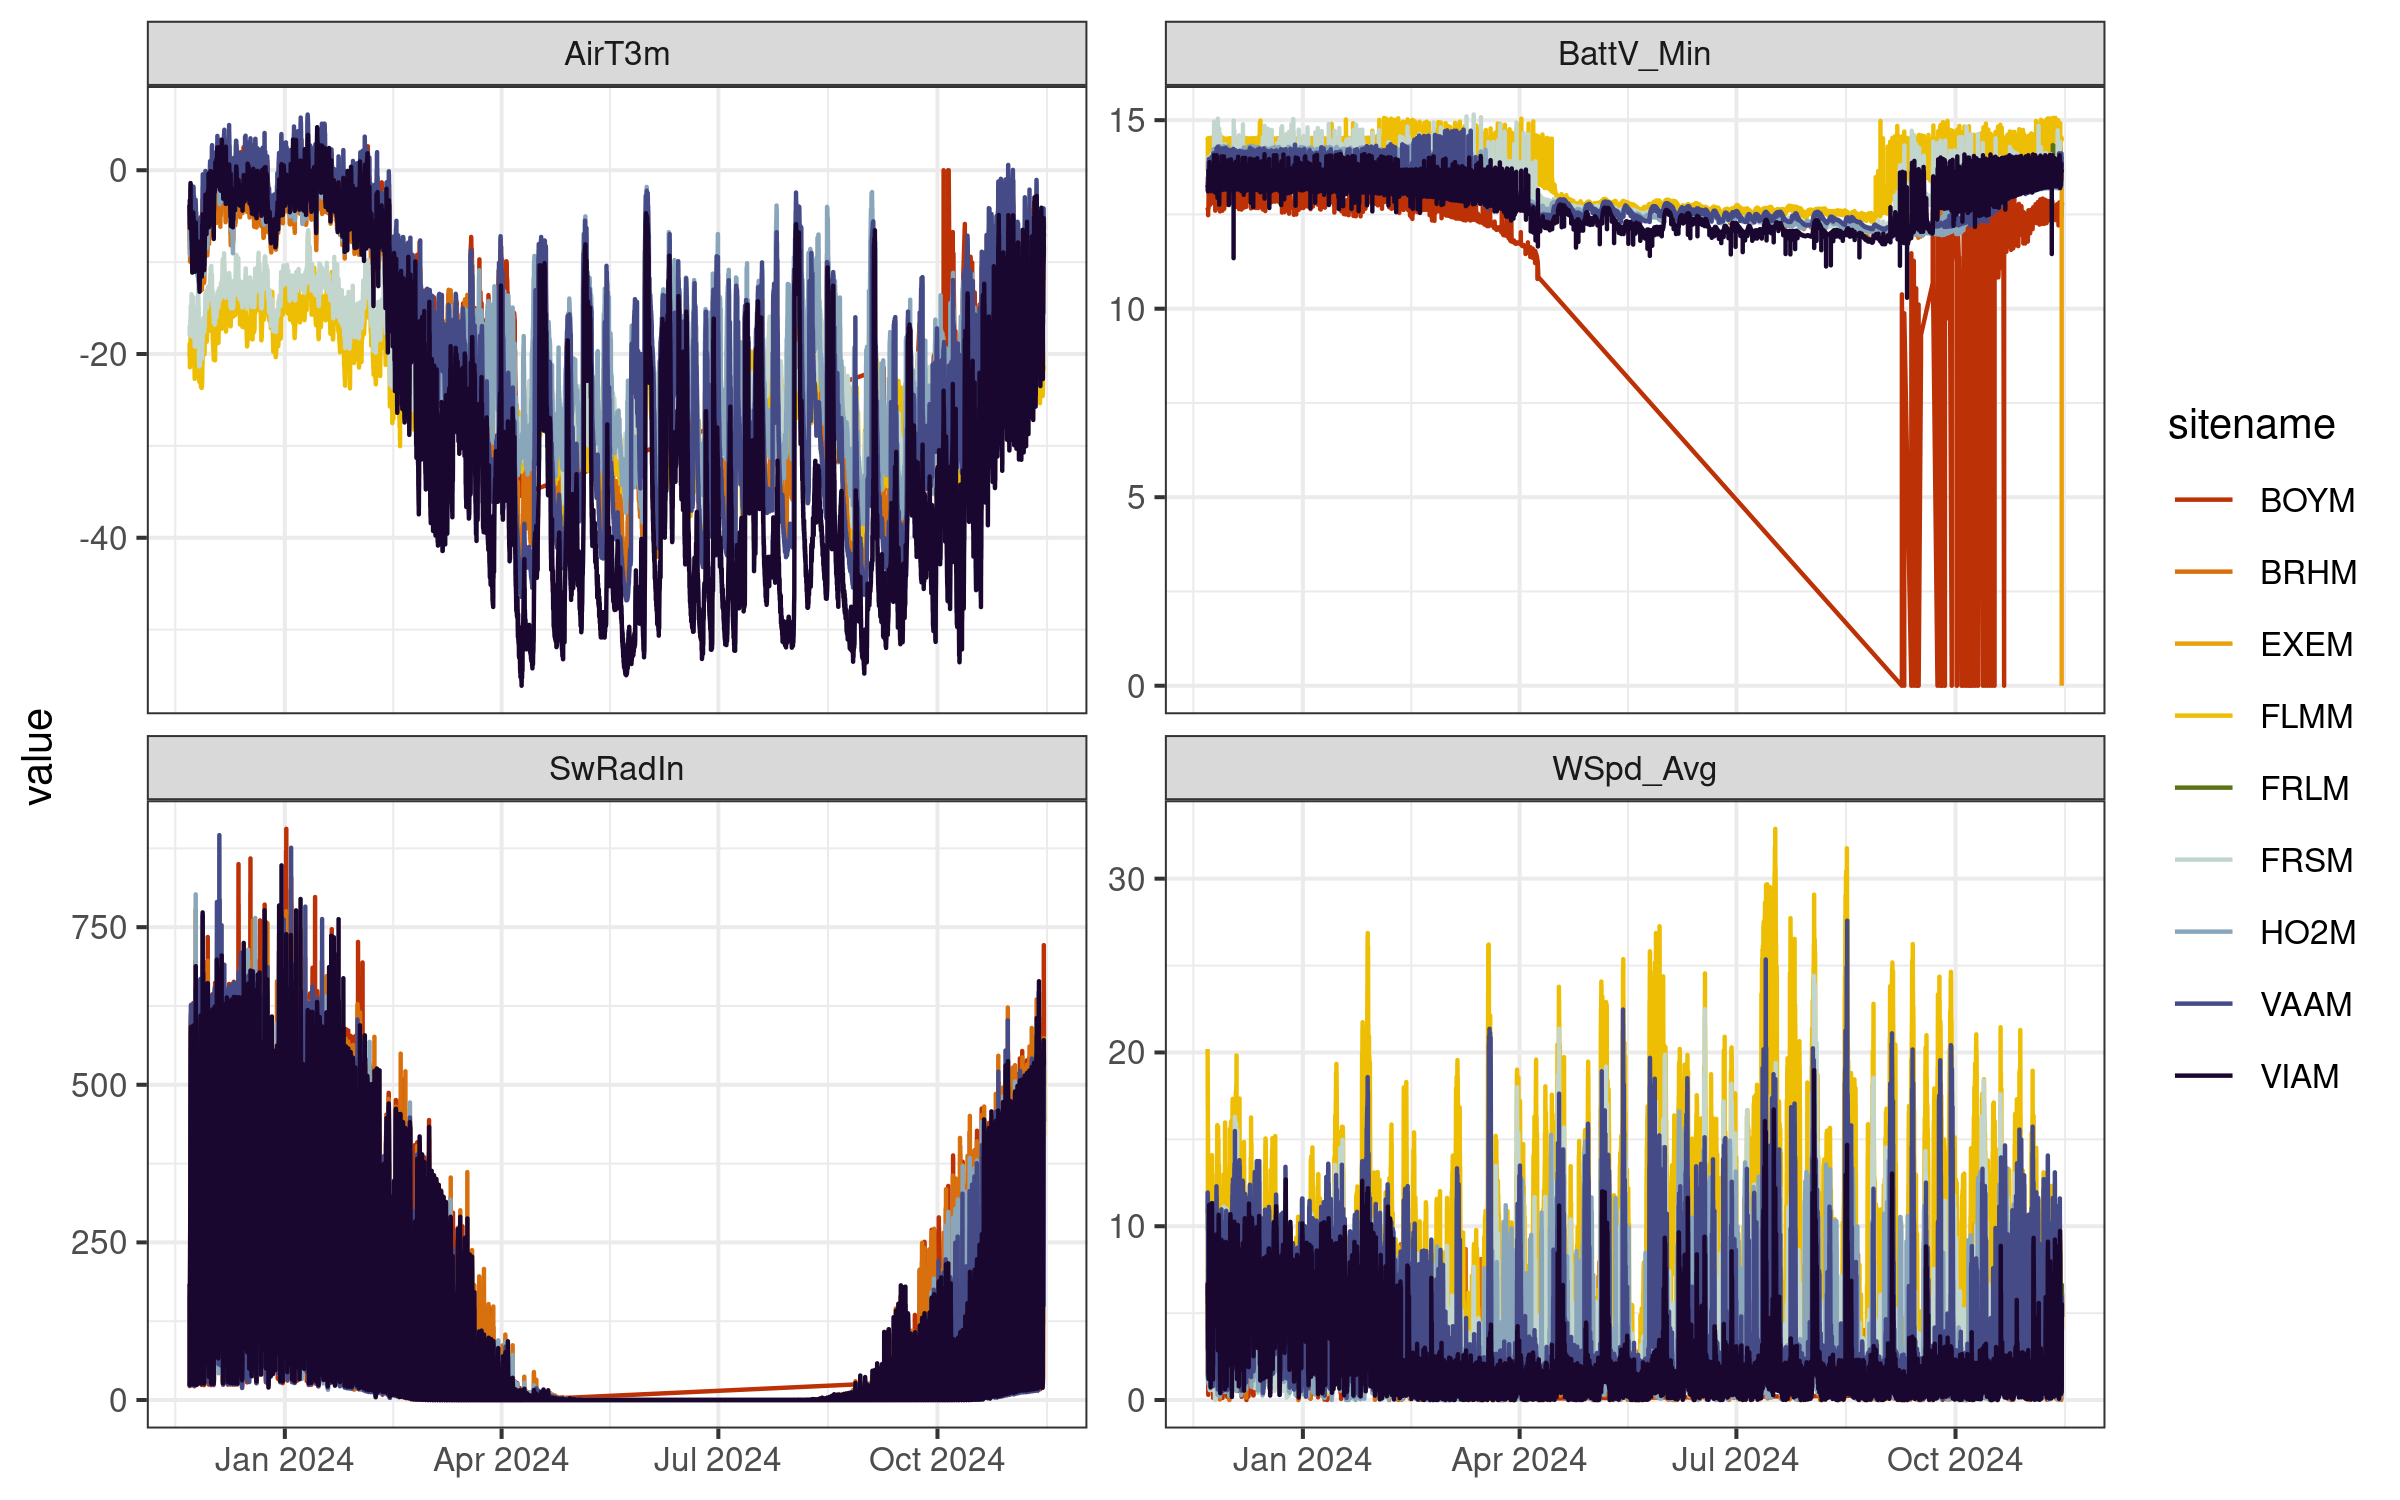 AirT3m
BattV_Min
0
-20
-40
15
10
5
0
value
SwRadIn
WSpd_Avg
750
500
250
0
30
20
10
0
Jan 2024 Apr 2024 Jul 2024 Oct 2024
Jan 2024 Apr 2024 Jul 2024 Oct 2024
sitename
BOYM
BRHM
EXEM
FLMM
FRLM
FRSM
HO2M
VAAM
VIAM